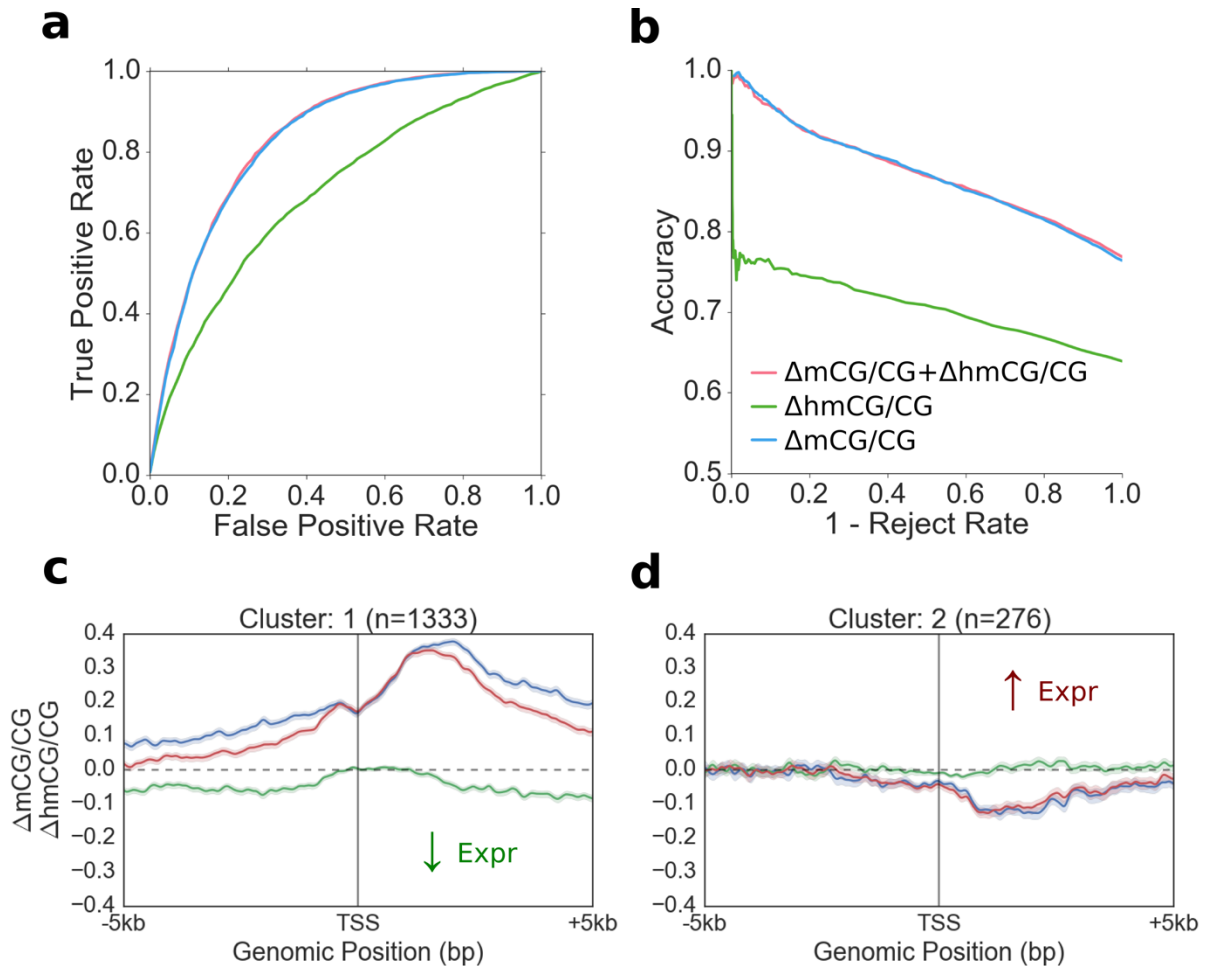 a
1.0
0.8
0.6
0.4
0.2
0.0
True Positive Rate
0.0 0.2 0.4 0.6 0.8 1.0
False Positive Rate
b
1.0
0.9
0.8
0.7
0.6
0.5
Accuracy
ΔmCG/CG+ΔhmCG/CG
ΔhmCG/CG
ΔmCG/CG
0.0 0.2 0.4 0.6 0.8 1.0
1 - Reject Rate
c
Cluster: 1 (n=1333)
0.4
0.3
0.2
0.1
0.0
−0.1
−0.2
−0.3
−0.4
ΔmCG/CG
ΔhmCG/CG
↓ Expr
-5kb TSS +5kb
Genomic Position (bp)
d
Cluster: 2 (n=276)
0.4
0.3
0.2
0.1
0.0
−0.1
−0.2
−0.3
−0.4
↑ Expr
-5kb TSS +5kb
Genomic Position (bp)